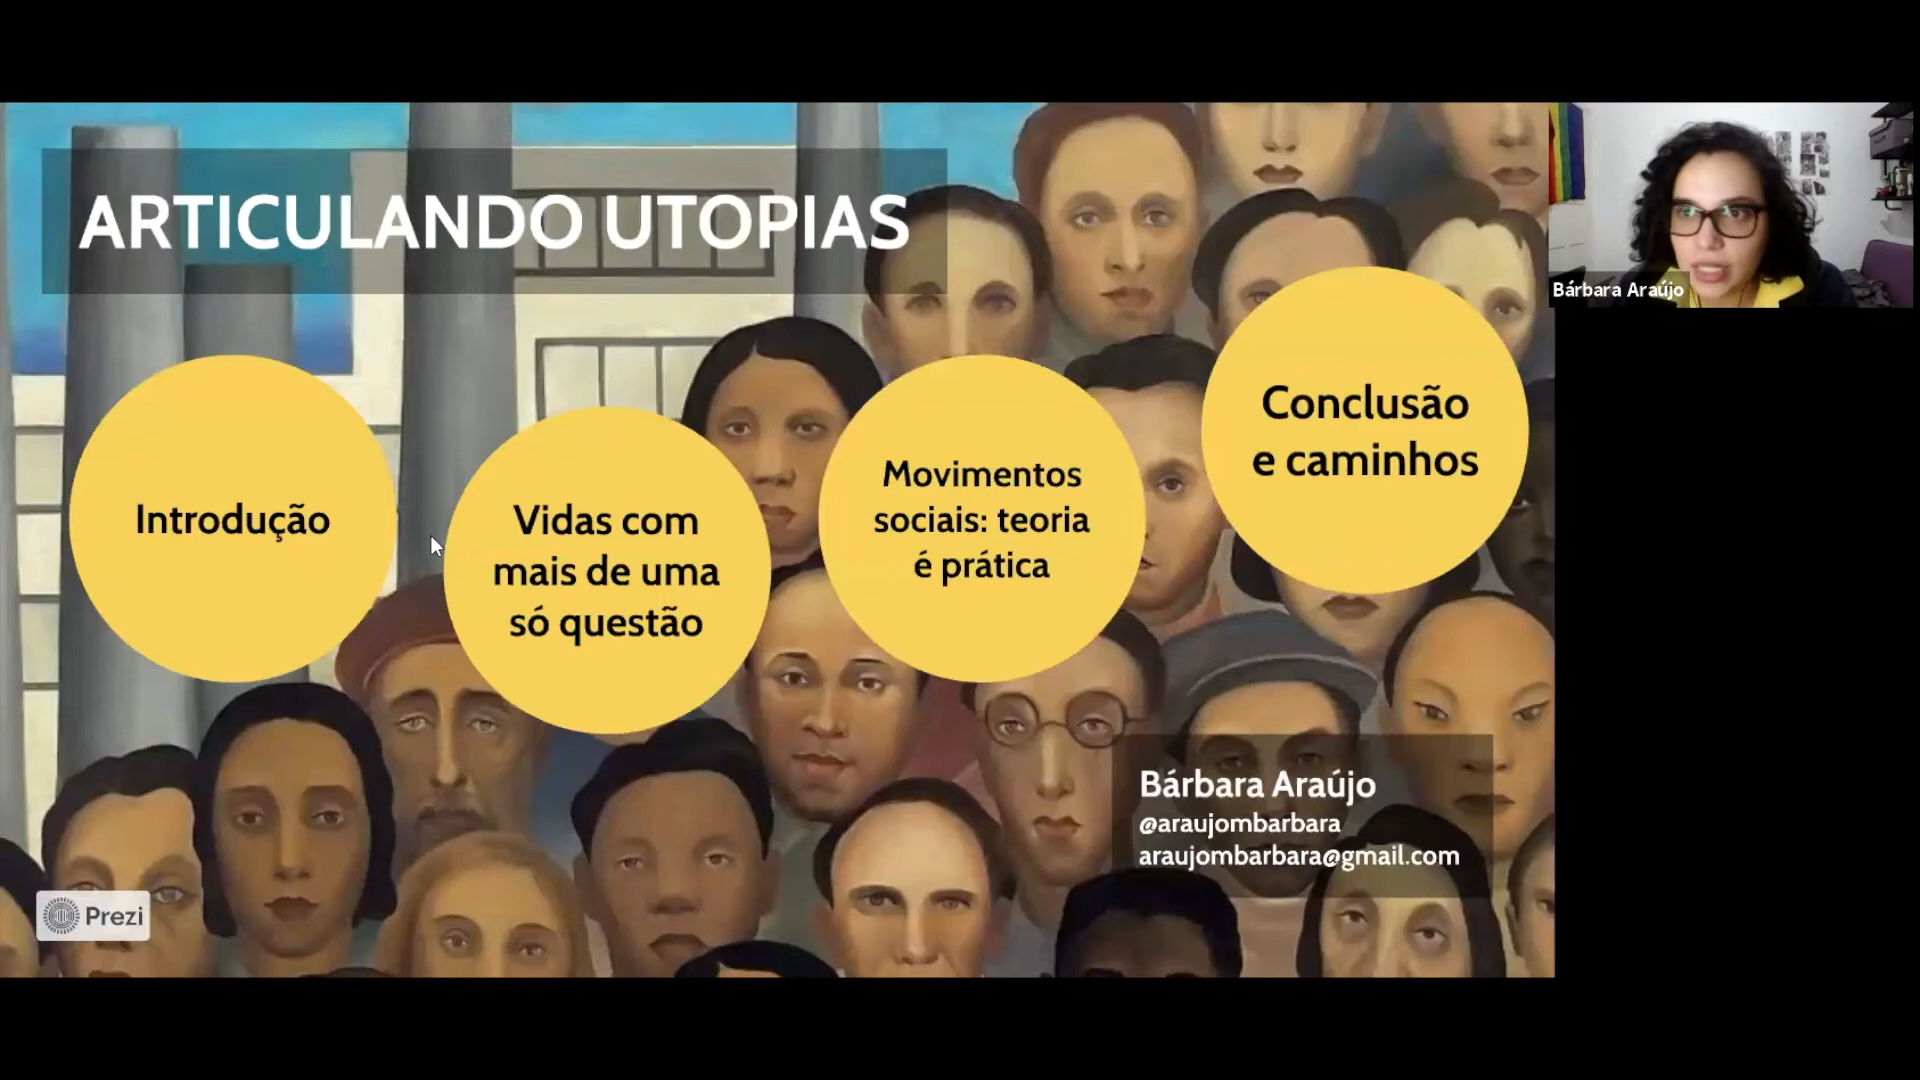 ARTICULANDO UTOPIAS
Introdução
Vidas com
mais de uma
só questão
Movimentos
sociais: teoria
é prática
Conclusão
e caminhos
Bárbara Araújo
@araujombarbara
araujombarbara@gmail.com
Prezi
Bárbara Araújo